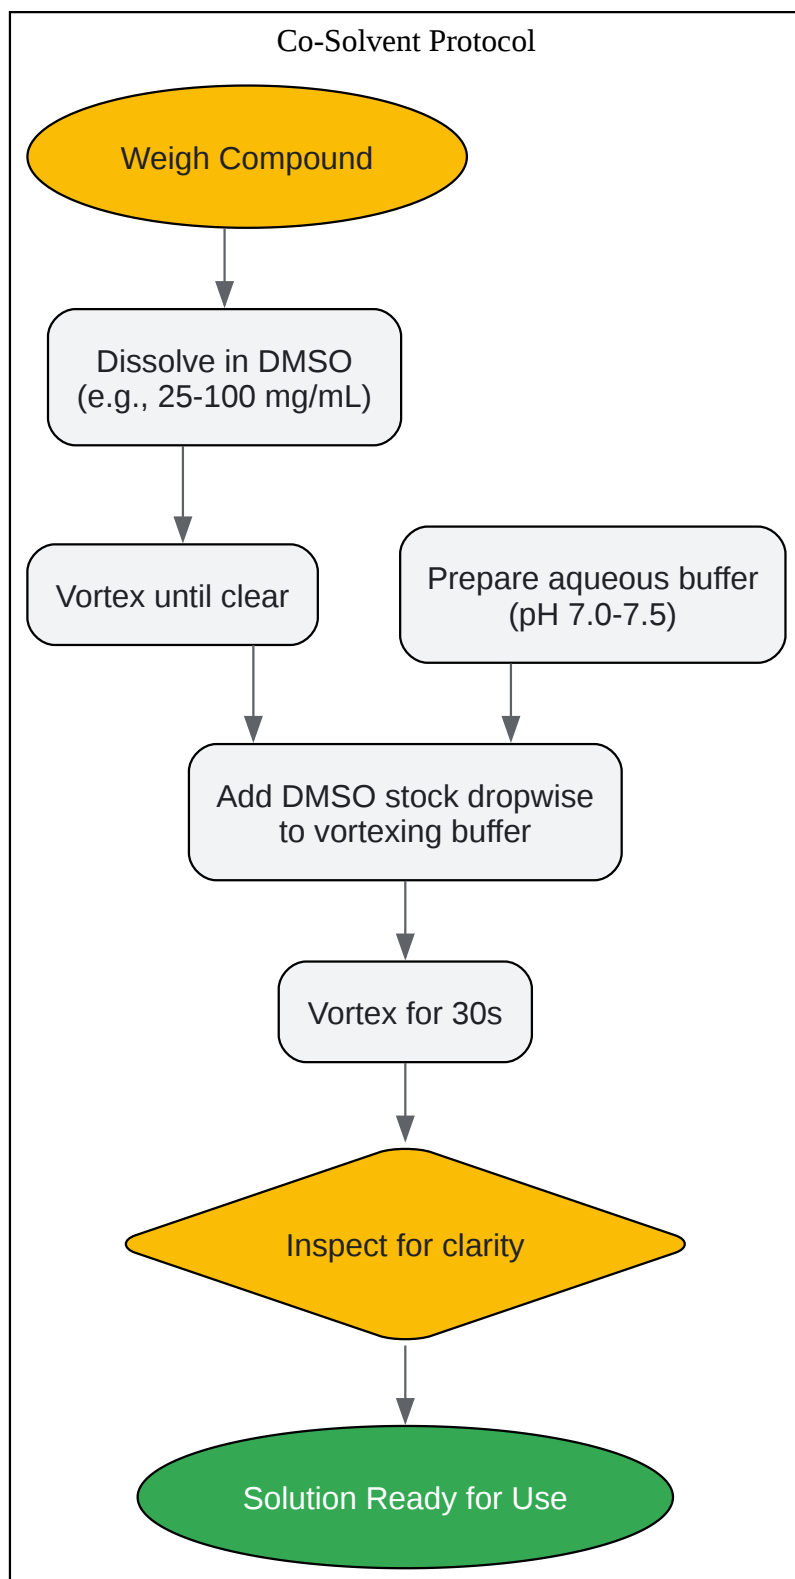 Co-Solvent Protocol
Weigh Compound
Dissolve in DMSO
(e.g., 25-100 mg/mL)
Vortex until clear
Prepare aqueous buffer
(pH 7.0-7.5)
Add DMSO stock dropwise
to vortexing buffer
Vortex for 30s
Inspect for clarity
Solution Ready for Use